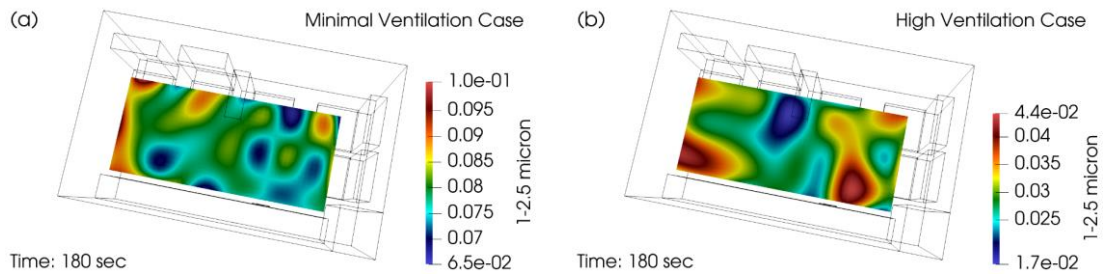 (a)
Minimal Ventilation Case
1.0e-01
0.095
0.09
0.085
0.08
0.075
0.07
6.5e-02
1-2.5 micron
Time: 180 sec
(b)
High Ventilation Case
4.4e-02
0.04
0.035
0.03
0.025
1.7e-02
1-2.5 micron
Time: 180 sec